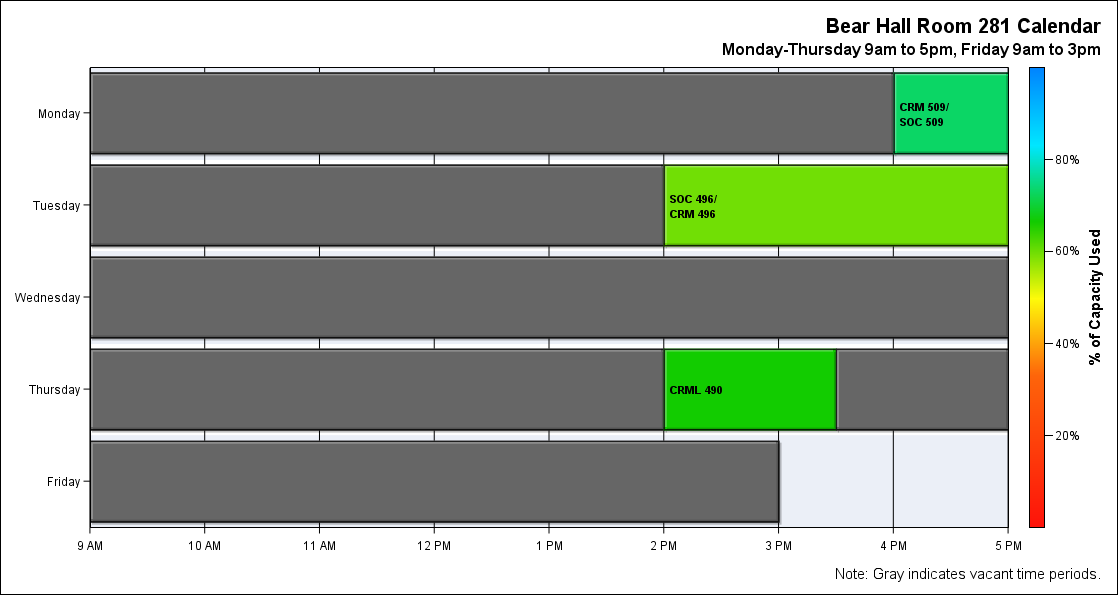 Bear Hall Room 281 Calendar
Monday-Thursday 9am to 5pm, Friday 9am to 3pm
Monday
CRM 509/
SOC 509
Tuesday
SOC 496/
CRM 496
Wednesday
Thursday
CRML 490
Friday
9 AM 10 AM 11 AM 12 PM 1 PM 2 PM 3 PM 4 PM 5 PM
80%
60%
40%
20%
% of Capacity Used
Note: Gray indicates vacant time periods.